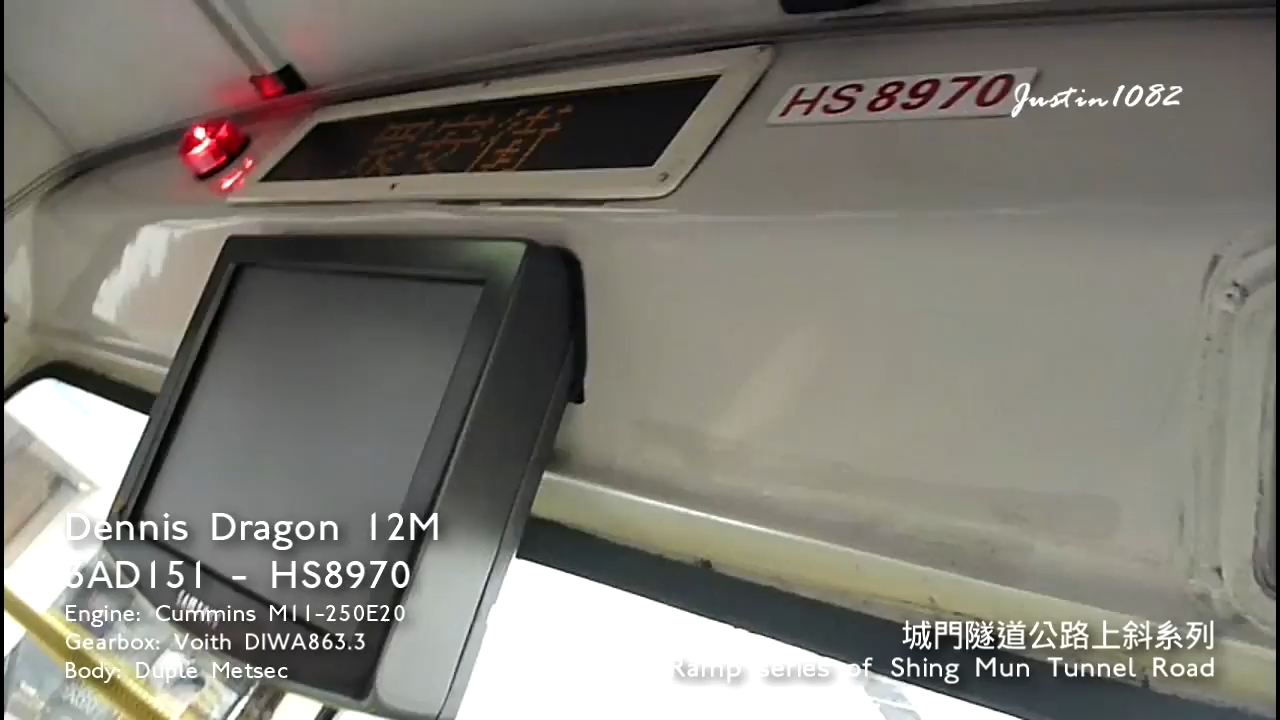 HS8970
Justin1082
Dennis Dragon 12M
3AD151 - HS8970
Engine: Cummins M11-250E20
Gearbox: Voith DIWA863.3
Body: Duple Metsec
城門隧道公路上斜系列
Ramp series of Shing Mun Tunnel Road